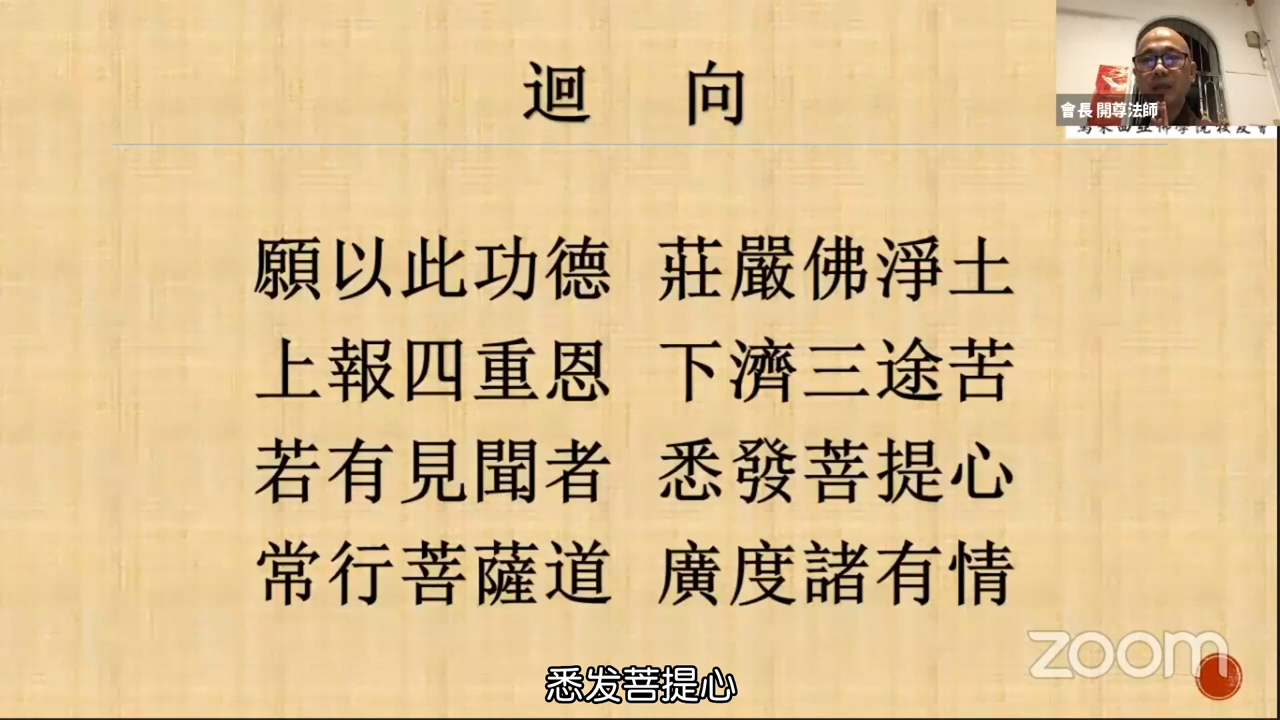 迴 向
會長 開尊法師
願以此功德 莊嚴佛淨土
上報四重恩 下濟三途苦
若有見聞者 悉發菩提心
常行菩薩道 廣度諸有情
zoom
悉发菩提心